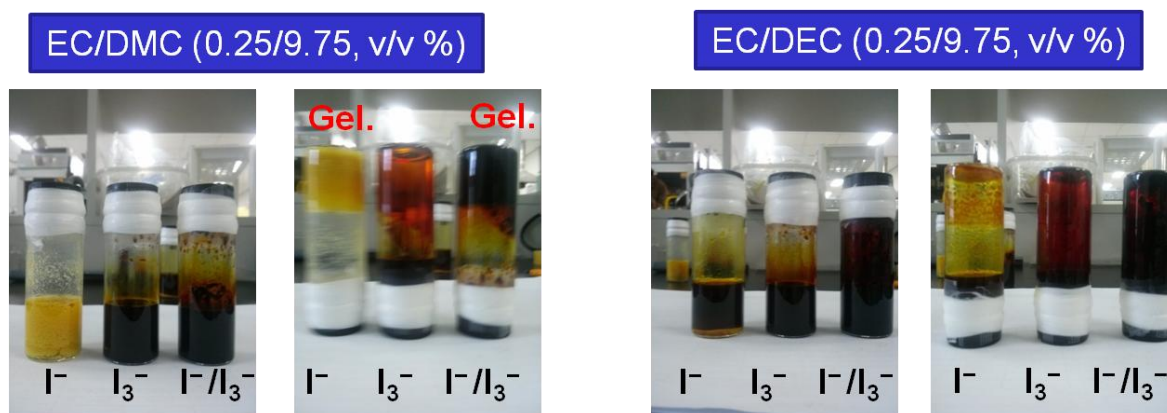 EC/DMC (0.25/9.75, v/v %)
EC/DEC (0.25/9.75, v/v %)
Gel. Gel.
I⁻ I₃⁻ I⁻/I₃⁻
I⁻ I₃⁻ I⁻/I₃⁻
I⁻ I₃⁻ I⁻/I₃⁻
I⁻ I₃⁻ I⁻/I₃⁻